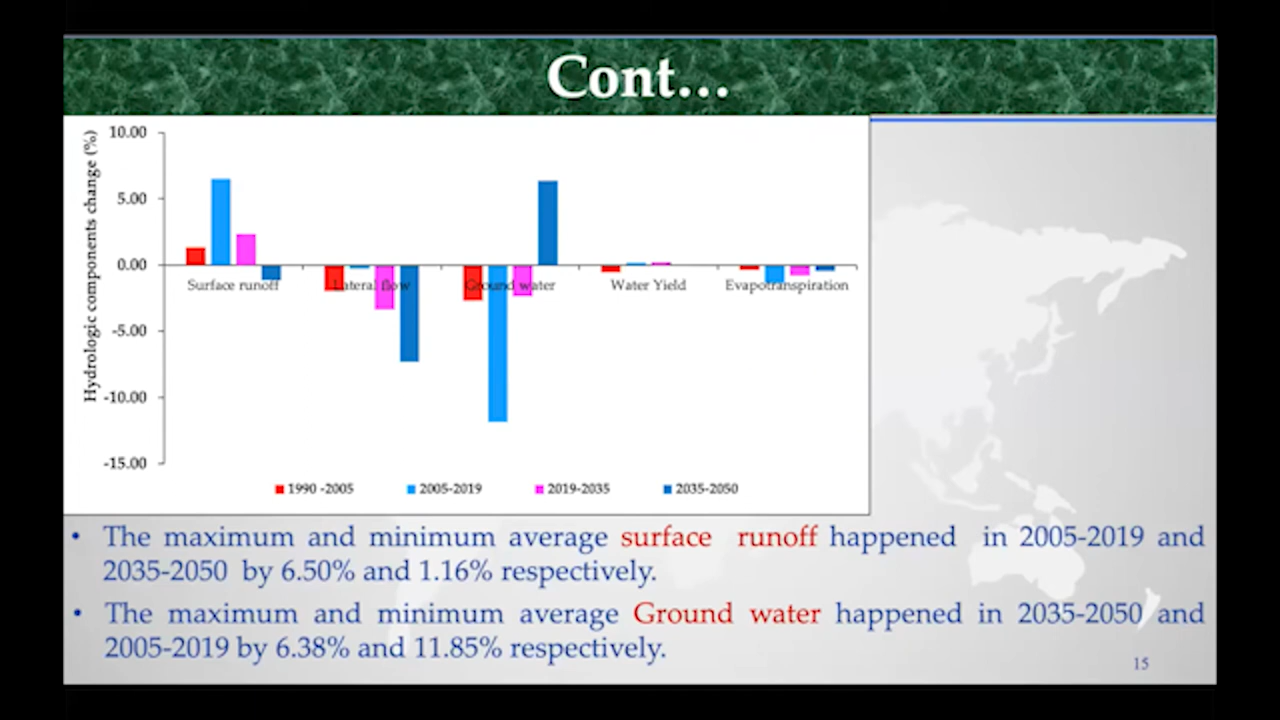 Cont...
Hydrologic components change (%)
10.00
5.00
0.00
-5.00
-10.00
-15.00
Surface runoff
Lateral flow
Ground water
Water Yield
Evapotranspiration
1990 -2005
2005-2019
2019-2035
2035-2050
• The maximum and minimum average surface runoff happened in 2005-2019 and
2035-2050 by 6.50% and 1.16% respectively.
• The maximum and minimum average Ground water happened in 2035-2050 and
2005-2019 by 6.38% and 11.85% respectively.
15